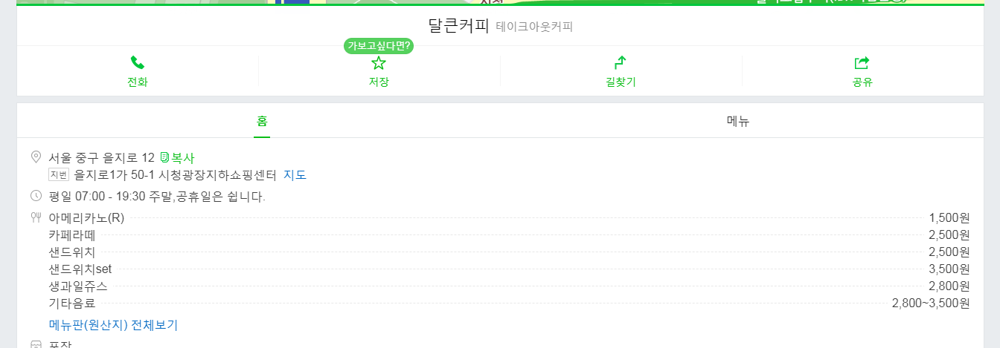 달큰커피 테이크아웃커피
가보고싶다면?
전화 저장 길찾기 공유
홈 메뉴
서울 중구 을지로 12 복사
지번 을지로1가 50-1 시청광장지하쇼핑센터 지도
평일 07:00 - 19:30 주말,공휴일은 쉽니다.
아메리카노(R) 1,500원
카페라떼 2,500원
샌드위치 2,500원
샌드위치set 3,500원
생과일쥬스 2,800원
기타음료 2,800~3,500원
메뉴판(원산지) 전체보기
포장